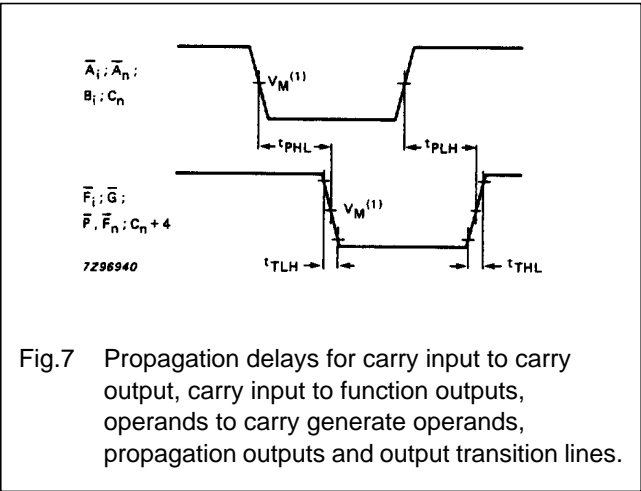 A̅i ; A̅n ;
Bi ; Cn
VM(1)
tPHL
tPLH
F̅i ; G̅ ;
P̅, F̅n ; Cn + 4
VM(1)
7Z96940
tTLH
tTHL
Fig.7 Propagation delays for carry input to carry
output, carry input to function outputs,
operands to carry generate operands,
propagation outputs and output transition lines.